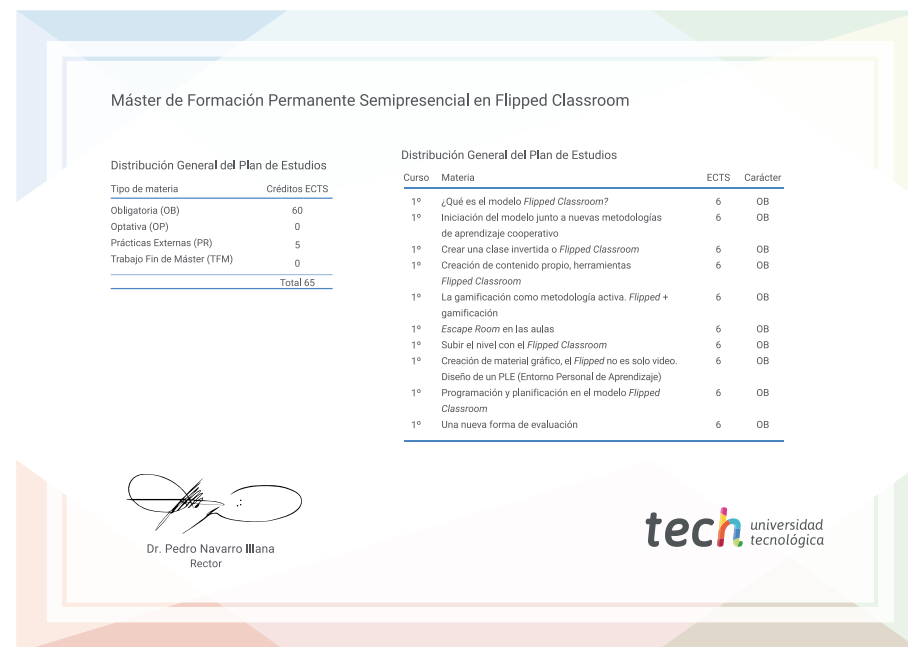 Máster de Formación Permanente Semipresencial en Flipped Classroom
Distribución General del Plan de Estudios
Tipo de materia Créditos ECTS
Obligatoria (OB) 60
Optativa (OP) 0
Prácticas Externas (PR) 5
Trabajo Fin de Máster (TFM) 0
Total 65
Distribución General del Plan de Estudios
Curso Materia ECTS Carácter
1º ¿Qué es el modelo Flipped Classroom? 6 OB
1º Iniciación del modelo junto a nuevas metodologías 6 OB
de aprendizaje cooperativo
1º Crear una clase invertida o Flipped Classroom 6 OB
1º Creación de contenido propio, herramientas 6 OB
Flipped Classroom
1º La gamificación como metodología activa. Flipped + 6 OB
gamificación
1º Escape Room en las aulas 6 OB
1º Subir el nivel con el Flipped Classroom 6 OB
1º Creación de material gráfico, el Flipped no es solo video. 6 OB
Diseño de un PLE (Entorno Personal de Aprendizaje)
1º Programación y planificación en el modelo Flipped 6 OB
Classroom
1º Una nueva forma de evaluación 6 OB
Dr. Pedro Navarro Illana
Rector
tech universidad
tecnológica